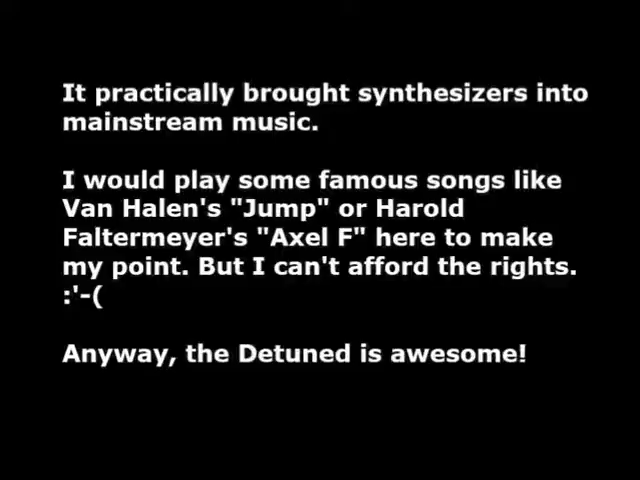 It practically brought synthesizers into
mainstream music.
I would play some famous songs like
Van Halen's "Jump" or Harold
Faltermeyer's "Axel F" here to make
my point. But I can't afford the rights.
:'-(
Anyway, the Detuned is awesome!